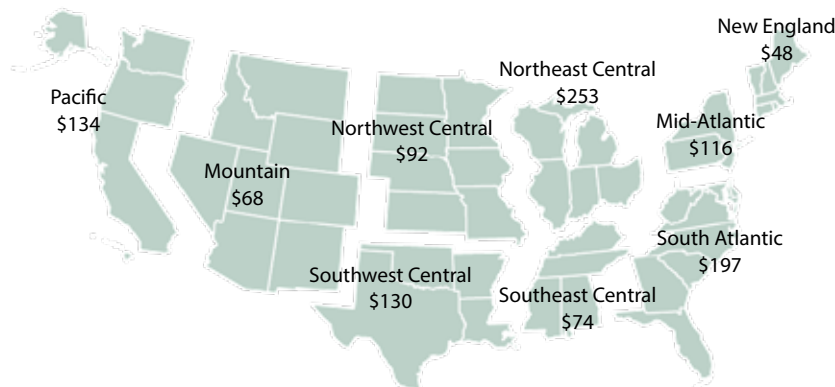 New England
$48
Northeast Central
$253
Pacific
$134
Northwest Central
$92
Mid-Atlantic
$116
Mountain
$68
South Atlantic
$197
Southwest Central
$130
Southeast Central
$74